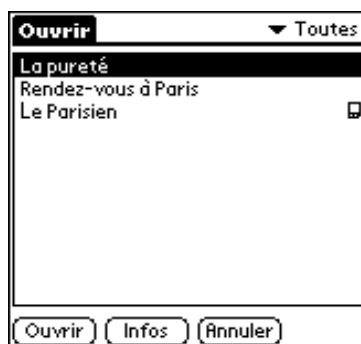 Ouvrir Toutes
La pureté
Rendez-vous à Paris
Le Parisien
Ouvrir Infos Annuler